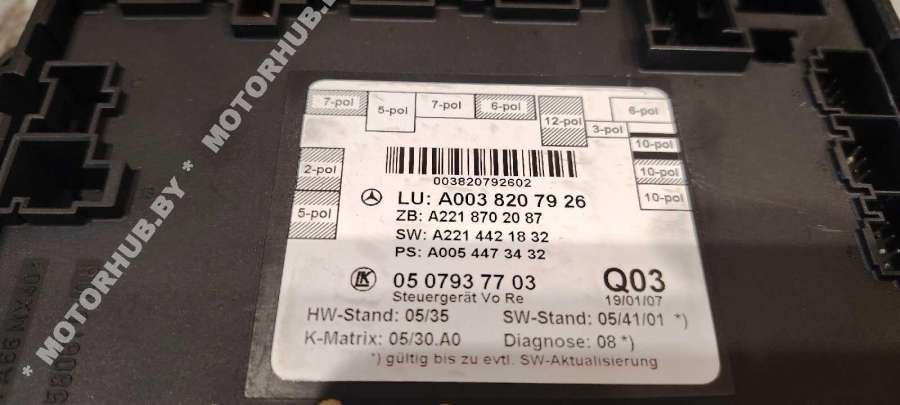 MOTORHUB.BY * MOTORHUB.BY
* MOTORHUB.BY *
7-pol
5-pol
7-pol
6-pol
12-pol
3-pol
6-pol
10-pol
10-pol
10-pol
2-pol
5-pol
003820792602
LU: A003 820 79 26
ZB: A221 870 20 87
SW: A221 442 18 32
PS: A005 447 34 32
LK
05 0793 77 03
Q03
Steuergerät Vo Re
19/01/07
HW-Stand: 05/35
SW-Stand: 05/41/01 *)
K-Matrix: 05/30.A0
Diagnose: 08 *)
*) gültig bis zu evtl. SW-Aktualisierung